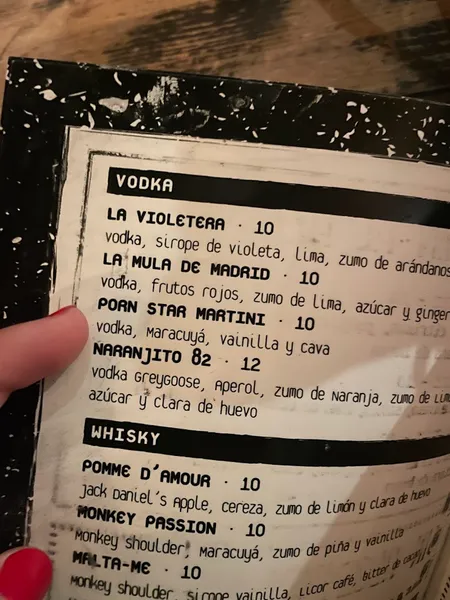 VODKA
LA VIOLETERA · 10
vodka, sirope de violeta, lima, zumo de arándanos
LA MULA DE MADRID · 10
vodka, frutos rojos, zumo de lima, azúcar y ginger
PORN STAR MARTINI · 10
vodka, maracuyá, vainilla y cava
NARANJITO 82 · 12
vodka Greygoose, Aperol, zumo de naranja, zumo de
azúcar y clara de huevo
WHISKY
POMME D'AMOUR · 10
Jack Daniel's Apple, cereza, zumo de limón y clara de huevo
MONKEY PASSION · 10
Monkey shoulder, maracuyá, zumo de piña y vainilla
MALTA-ME · 10
Monkey shoulder, sirope vainilla, Licor café, bitter de